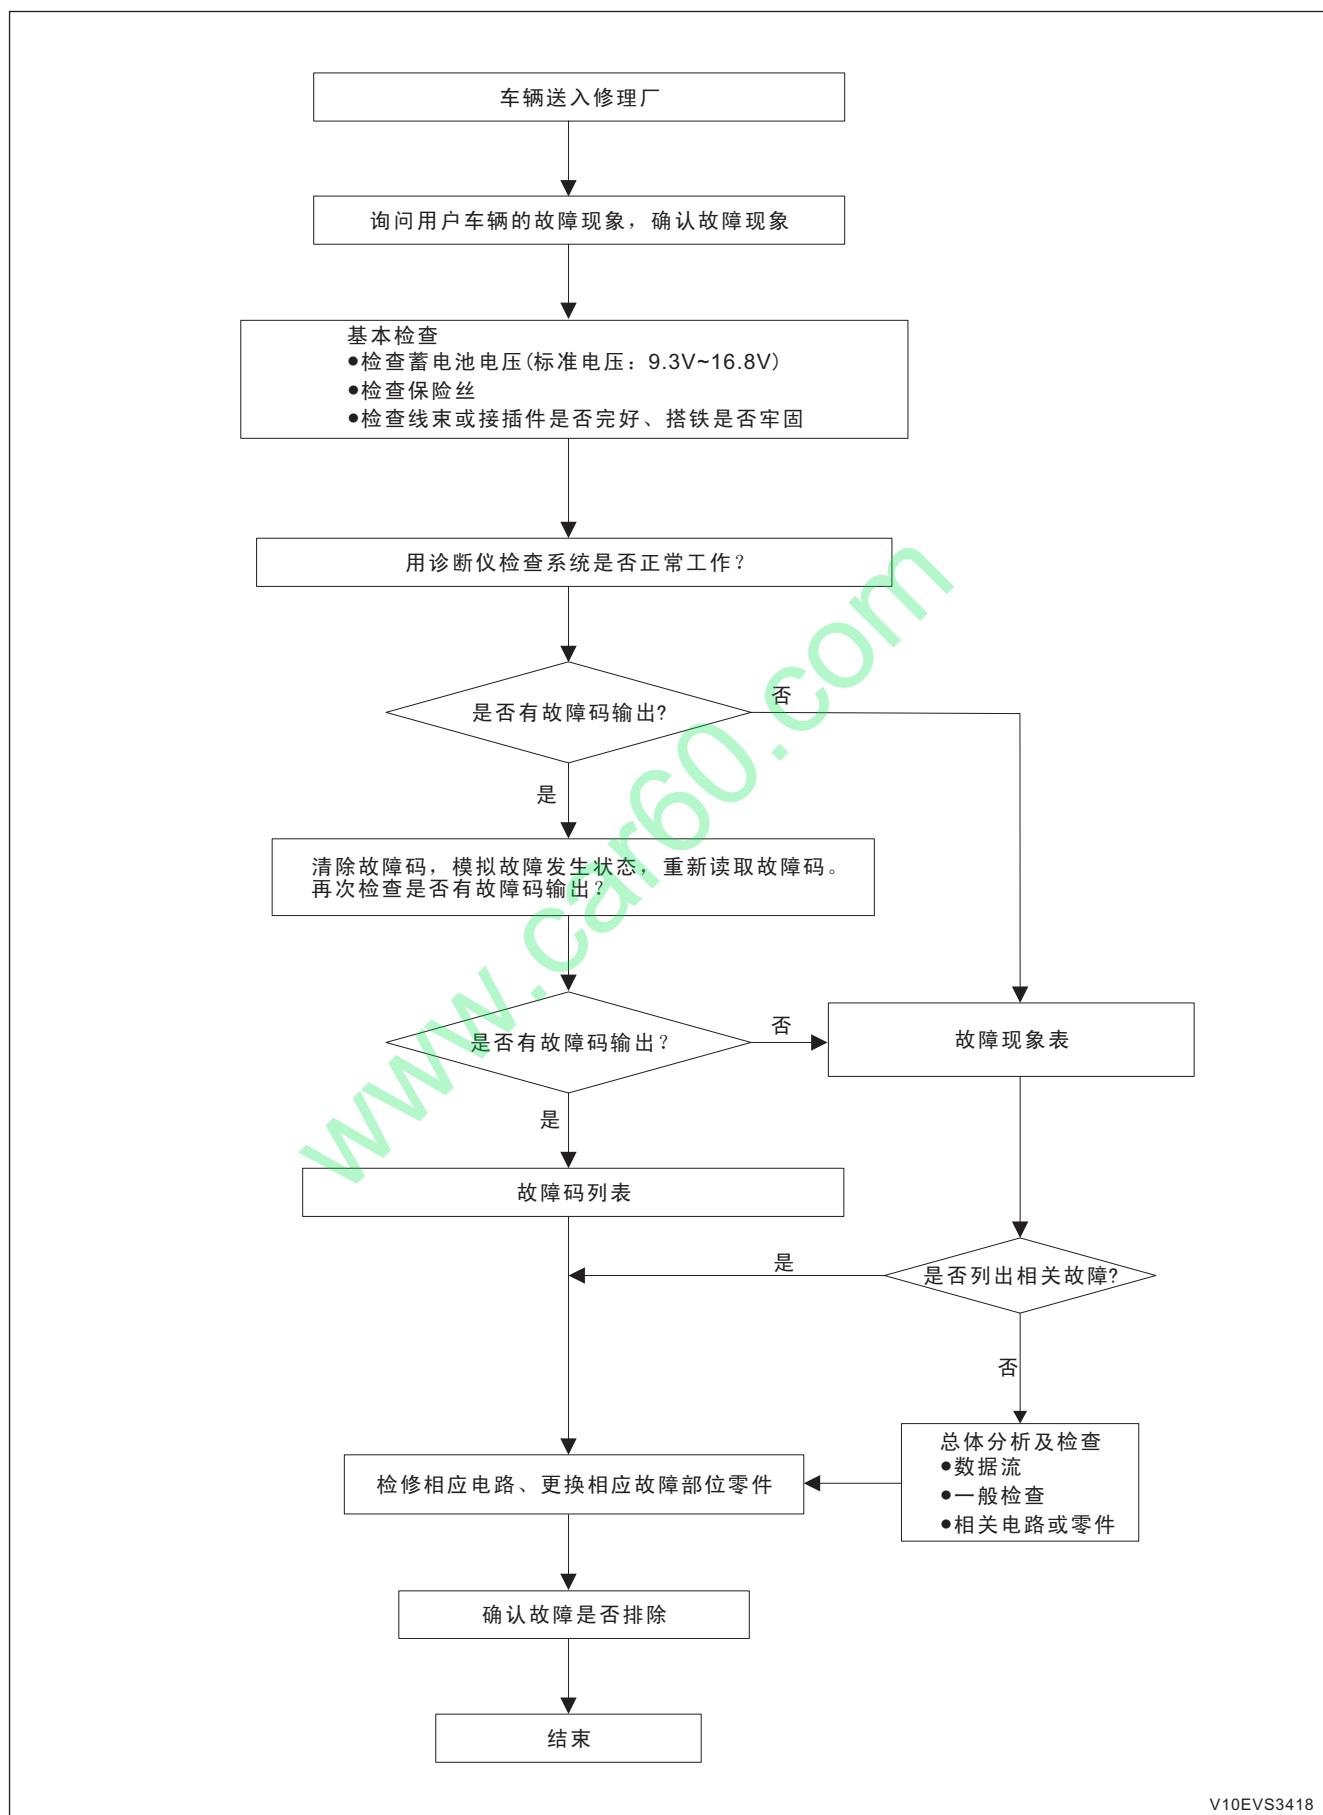 车辆送入修理厂
询问用户车辆的故障现象，确认故障现象
基本检查
●检查蓄电池电压(标准电压：9.3V~16.8V)
●检查保险丝
●检查线束或接插件是否完好、搭铁是否牢固
用诊断仪检查系统是否正常工作？
是否有故障码输出?
否
是
清除故障码，模拟故障发生状态，重新读取故障码。
再次检查是否有故障码输出？
是否有故障码输出？
否
故障现象表
是
故障码列表
是
是否列出相关故障?
否
总体分析及检查
●数据流
●一般检查
●相关电路或零件
检修相应电路、更换相应故障部位零件
确认故障是否排除
结束
V10EVS3418
www.car60.com